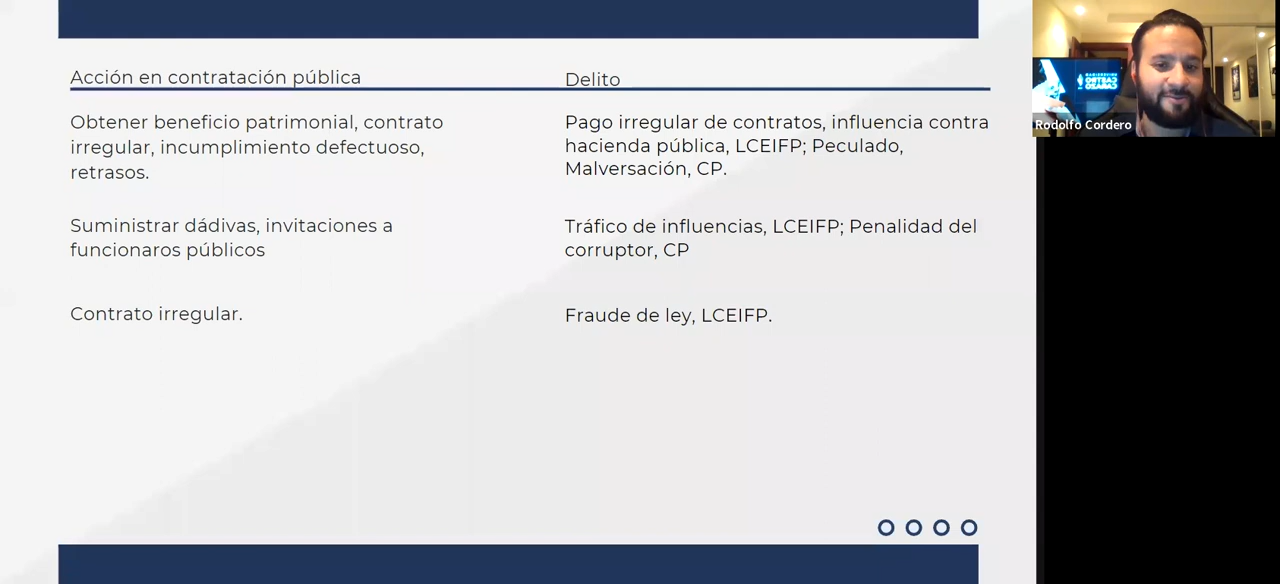 Acción en contratación pública
Delito
Obtener beneficio patrimonial, contrato
irregular, incumplimiento defectuoso,
retrasos.
Pago irregular de contratos, influencia contra
hacienda pública, LCEIFP; Peculado,
Malversación, CP.
Suministrar dádivas, invitaciones a
funcionaros públicos
Tráfico de influencias, LCEIFP; Penalidad del
corruptor, CP
Contrato irregular.
Fraude de ley, LCEIFP.
Rodolfo Cordero